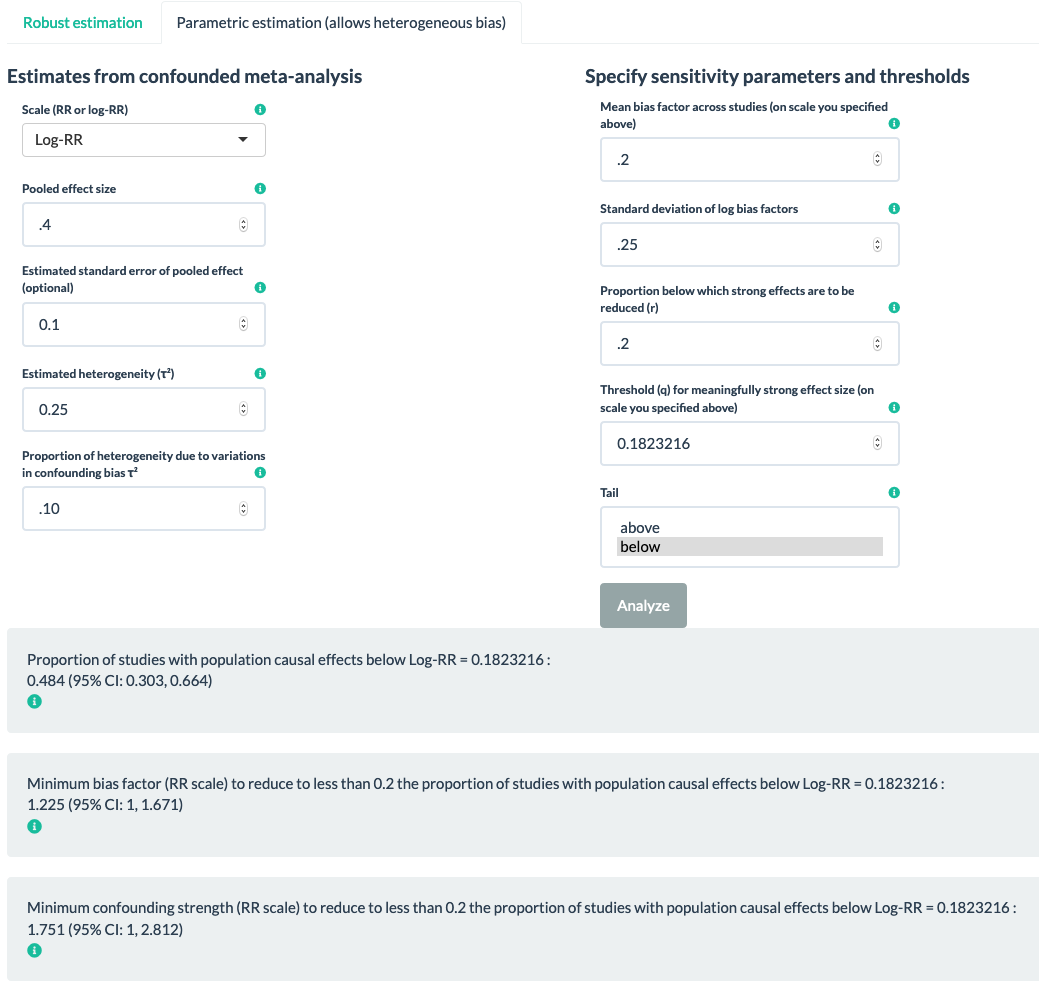 Robust estimation
Parametric estimation (allows heterogeneous bias)
Estimates from confounded meta-analysis
Scale (RR or log-RR)
Log-RR
Pooled effect size
.4
Estimated standard error of pooled effect
(optional)
0.1
Estimated heterogeneity (τ²)
0.25
Proportion of heterogeneity due to variations
in confounding bias τ²
.10
Specify sensitivity parameters and thresholds
Mean bias factor across studies (on scale you specified
above)
.2
Standard deviation of log bias factors
.25
Proportion below which strong effects are to be
reduced (r)
.2
Threshold (q) for meaningfully strong effect size (on
scale you specified above)
0.1823216
Tail
above
below
Analyze
Proportion of studies with population causal effects below Log-RR = 0.1823216 :
0.484 (95% CI: 0.303, 0.664)
Minimum bias factor (RR scale) to reduce to less than 0.2 the proportion of studies with population causal effects below Log-RR = 0.1823216 :
1.225 (95% CI: 1, 1.671)
Minimum confounding strength (RR scale) to reduce to less than 0.2 the proportion of studies with population causal effects below Log-RR = 0.1823216 :
1.751 (95% CI: 1, 2.812)